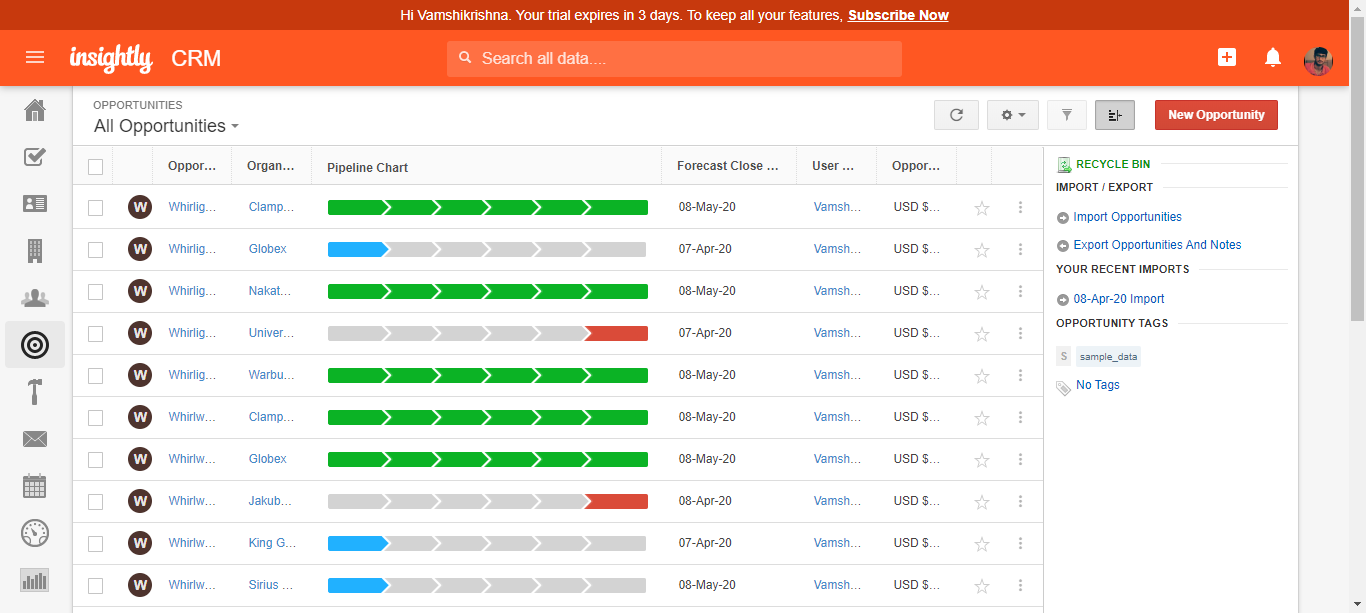 Hi Vamshikrishna. Your trial expires in 3 days. To keep all your features, Subscribe Now
insightly CRM
Search all data....
OPPORTUNITIES
All Opportunities
New Opportunity
Oppor... Organ... Pipeline Chart Forecast Close ... User ... Oppor...
W Whirlig... Clamp... 08-May-20 Vamsh... USD $...
W Whirlig... Globex 07-Apr-20 Vamsh... USD $...
W Whirlig... Nakat... 08-May-20 Vamsh... USD $...
W Whirlig... Univer... 07-Apr-20 Vamsh... USD $...
W Whirlig... Warbu... 08-May-20 Vamsh... USD $...
W Whirlw... Clamp... 08-May-20 Vamsh... USD $...
W Whirlw... Globex 08-May-20 Vamsh... USD $...
W Whirlw... Jakub... 08-Apr-20 Vamsh... USD $...
W Whirlw... King G... 07-Apr-20 Vamsh... USD $...
W Whirlw... Sirius ... 08-May-20 Vamsh... USD $...
RECYCLE BIN
IMPORT / EXPORT
Import Opportunities
Export Opportunities And Notes
YOUR RECENT IMPORTS
08-Apr-20 Import
OPPORTUNITY TAGS
S sample_data
No Tags